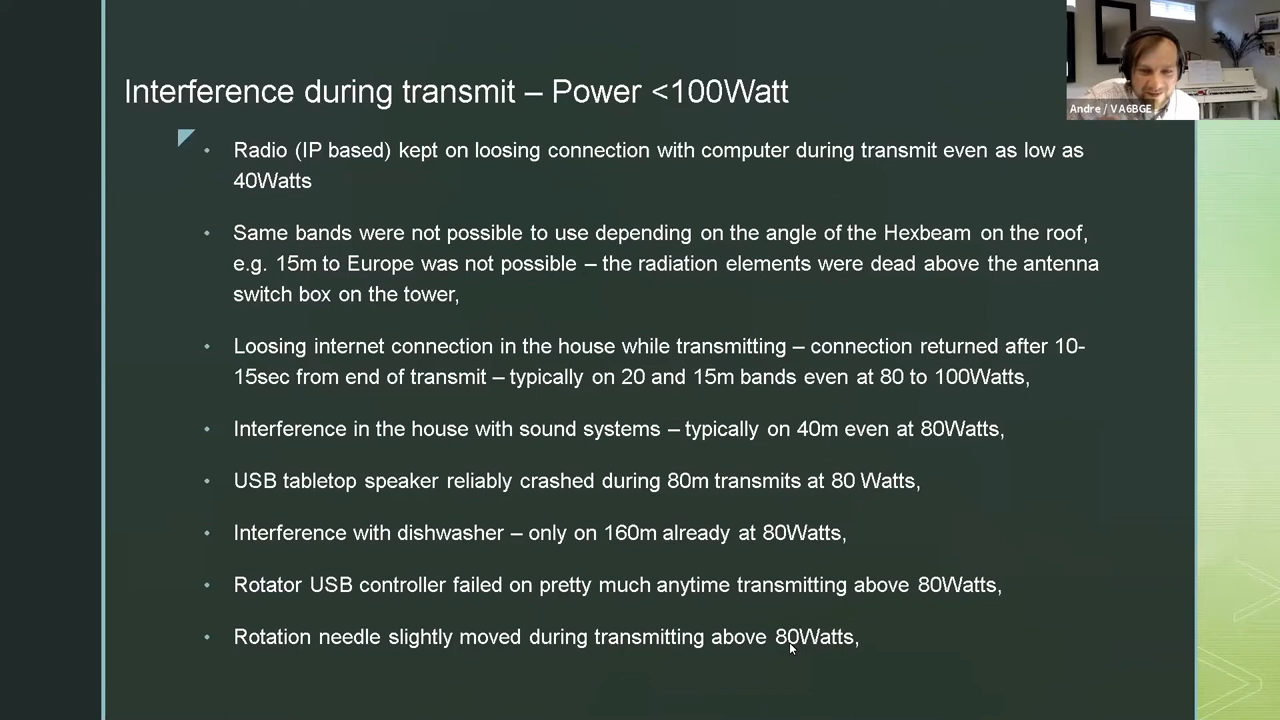 Interference during transmit – Power <100Watt
Andre / VA6BGE
• Radio (IP based) kept on loosing connection with computer during transmit even as low as
40Watts
• Same bands were not possible to use depending on the angle of the Hexbeam on the roof,
e.g. 15m to Europe was not possible – the radiation elements were dead above the antenna
switch box on the tower,
• Loosing internet connection in the house while transmitting – connection returned after 10-
15sec from end of transmit – typically on 20 and 15m bands even at 80 to 100Watts,
• Interference in the house with sound systems – typically on 40m even at 80Watts,
• USB tabletop speaker reliably crashed during 80m transmits at 80 Watts,
• Interference with dishwasher – only on 160m already at 80Watts,
• Rotator USB controller failed on pretty much anytime transmitting above 80Watts,
• Rotation needle slightly moved during transmitting above 80Watts,